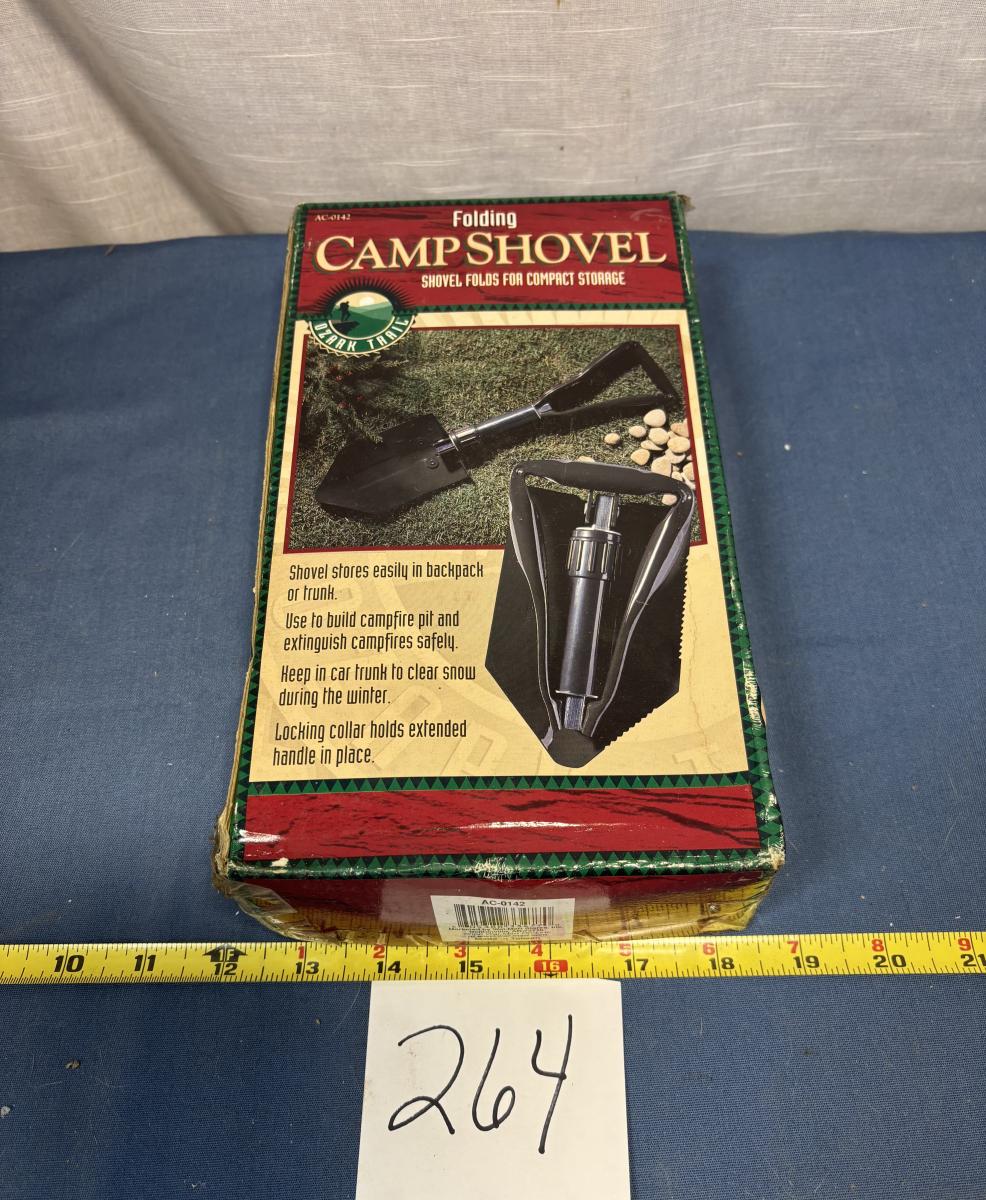 AC-0142
Folding
CAMP SHOVEL
SHOVEL FOLDS FOR COMPACT STORAGE
OZARK TRAIL
Shovel stores easily in backpack
or trunk.
Use to build campfire pit and
extinguish campfires safely.
Keep in car trunk to clear snow
during the winter.
Locking collar holds extended
handle in place.
AC-0142
1 2 3 4 5 6 7 8 9
10 11 1F 12 13 14 15 16 17 18 19 20 21
264